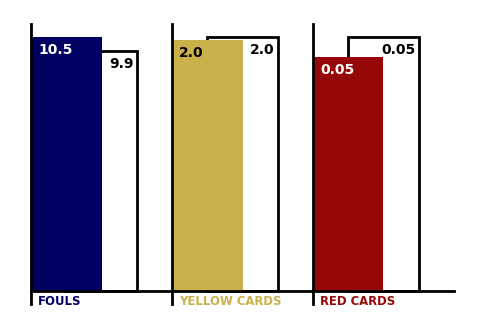 10.5
9.9
2.0
2.0
0.05
0.05
FOULS
YELLOW CARDS
RED CARDS